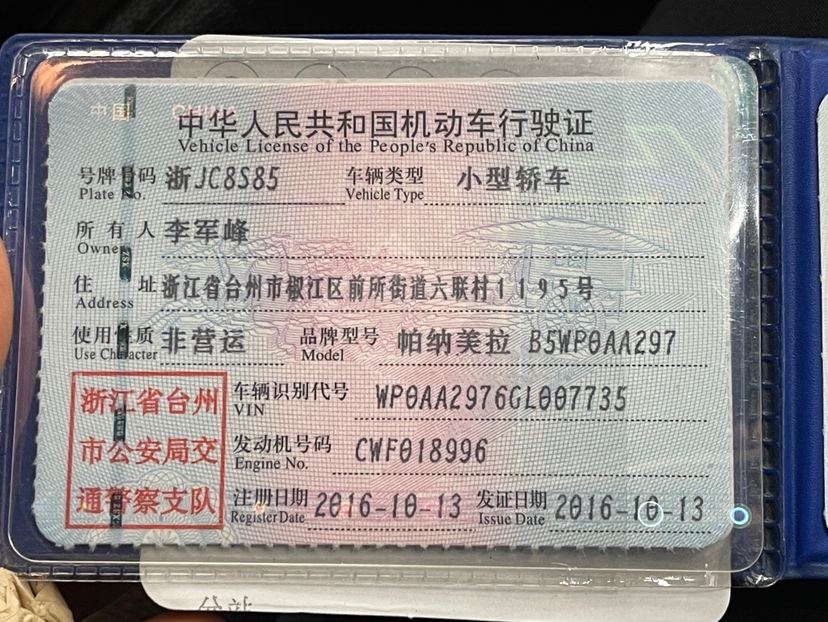 中国 CHINA
中华人民共和国机动车行驶证
Vehicle License of the People's Republic of China
号牌号码 浙JC8S85 车辆类型 小型轿车
Plate No. Vehicle Type
所有人 李军峰
Owner
住址 浙江省台州市椒江区前所街道六联村1195号
Address
使用性质 非营运 品牌型号 帕纳美拉 B5WP0AA297
Use Character Model
浙江省台州
市公安局交
通警察支队
车辆识别代号 WP0AA2976GL007735
VIN
发动机号码 CWF018996
Engine No.
注册日期 2016-10-13 发证日期 2016-10-13
Register Date Issue Date